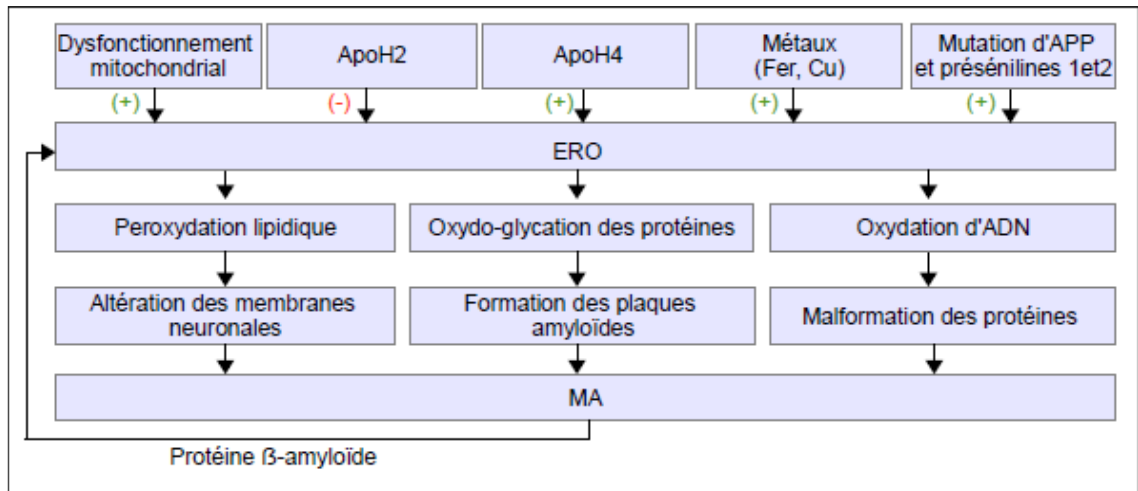 Dysfonctionnement
mitochondrial
ApoH2
ApoH4
Métaux
(Fer, Cu)
Mutation d'APP
et présénilines 1et2
(+)
(-)
(+)
(+)
(+)
ERO
Peroxydation lipidique
Oxydo-glycation des protéines
Oxydation d'ADN
Altération des membranes
neuronales
Formation des plaques
amyloïdes
Malformation des protéines
MA
Protéine ß-amyloïde